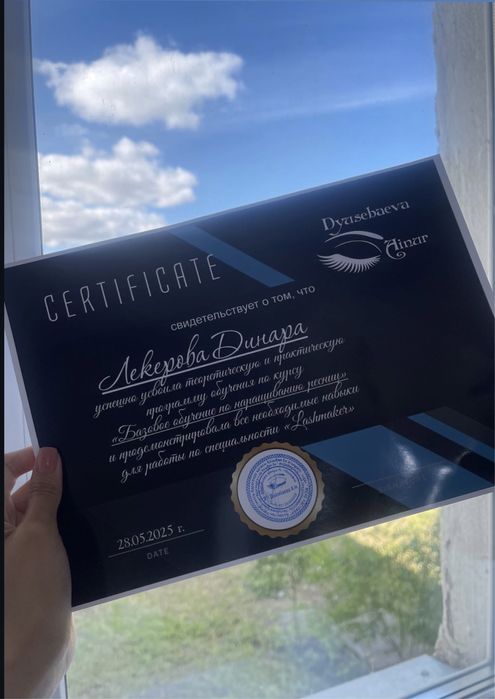 Dyusebaeva
Ainur
CERTIFICATE
свидетельствует о том, что
Лекерова Динара
успешно усвоила теоретическую и практическую
программу обучения по курсу
«Базовое обучение по наращиванию ресниц»
и продемонстрировала все необходимые навыки
для работы по специальности «Lashmaker»
28.05.2025 г.
DATE